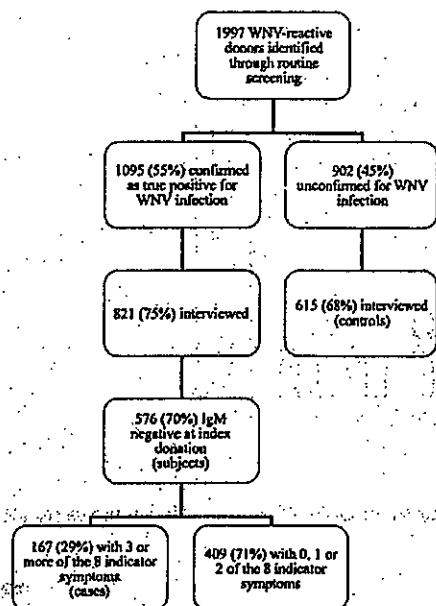 1997 WNV-reactive
donors identified
through routine
screening
1095 (55%) confirmed
as true positive for
WNV infection
902 (45%)
unconfirmed for WNV
infection
821 (75%) interviewed
615 (68%) interviewed
(controls)
576 (70%) IgM
negative at index
donation
(subjects)
167 (29%) with 3 or
more of the 8 indicator
symptoms
(cases)
409 (71%) with 0, 1 or
2 of the 8 indicator
symptoms